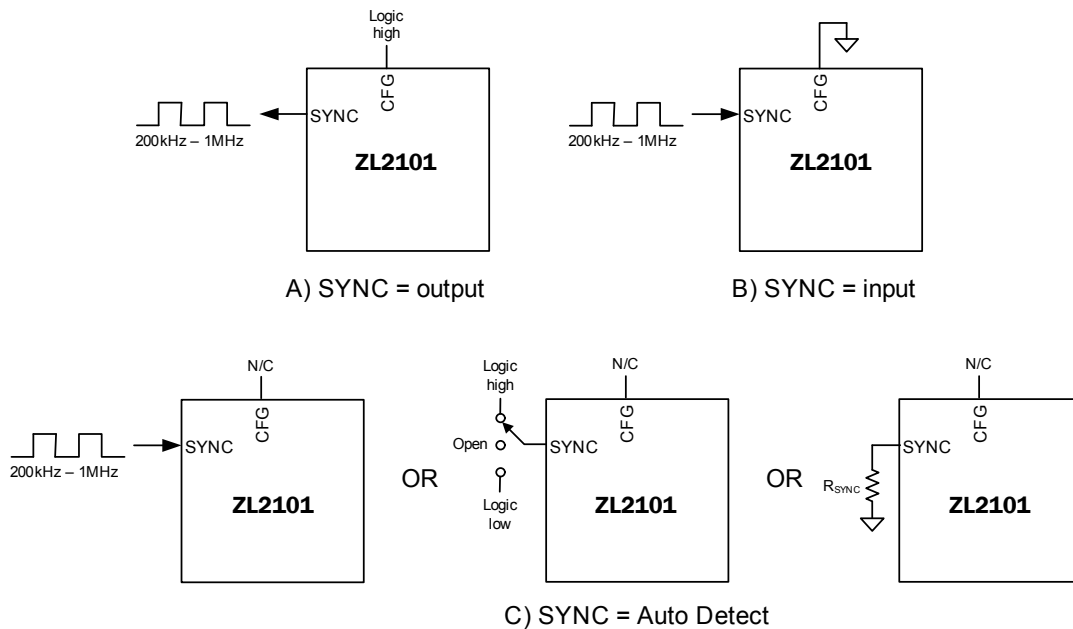 Logic
high
CFG
SYNC
200kHz – 1MHz
ZL2101
A) SYNC = output
CFG
SYNC
200kHz – 1MHz
ZL2101
B) SYNC = input
N/C
CFG
SYNC
200kHz – 1MHz
ZL2101
OR
Logic
high
Open
Logic
low
N/C
CFG
SYNC
ZL2101
OR
N/C
CFG
SYNC
RSYNC
ZL2101
C) SYNC = Auto Detect